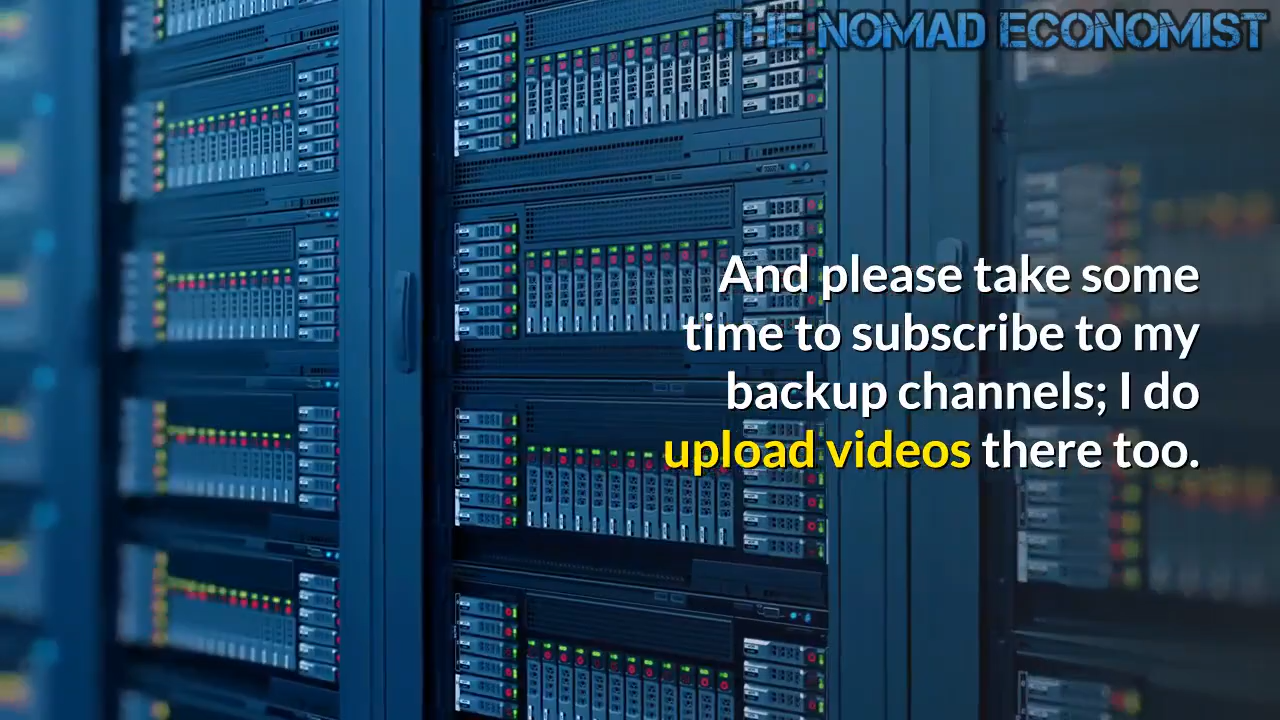 THE NOMAD ECONOMIST
And please take some
time to subscribe to my
backup channels; I do
upload videos there too.